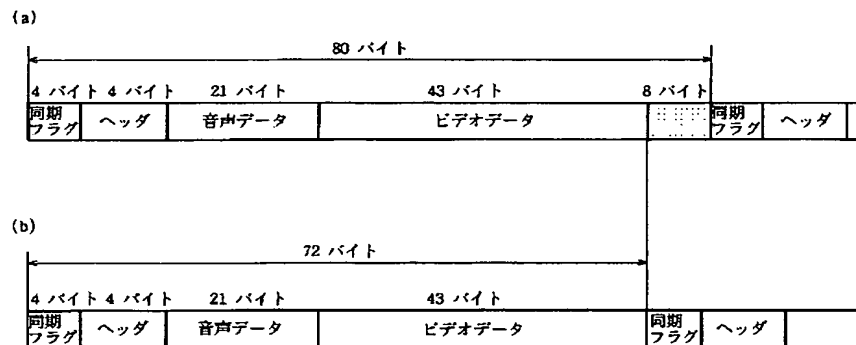 (a)
80 バイト
4 バイト 4 バイト 21 バイト 43 バイト 8 バイト
同期フラグ ヘッダ 音声データ ビデオデータ 同期フラグ ヘッダ
(b)
72 バイト
4 バイト 4 バイト 21 バイト 43 バイト
同期フラグ ヘッダ 音声データ ビデオデータ 同期フラグ ヘッダ